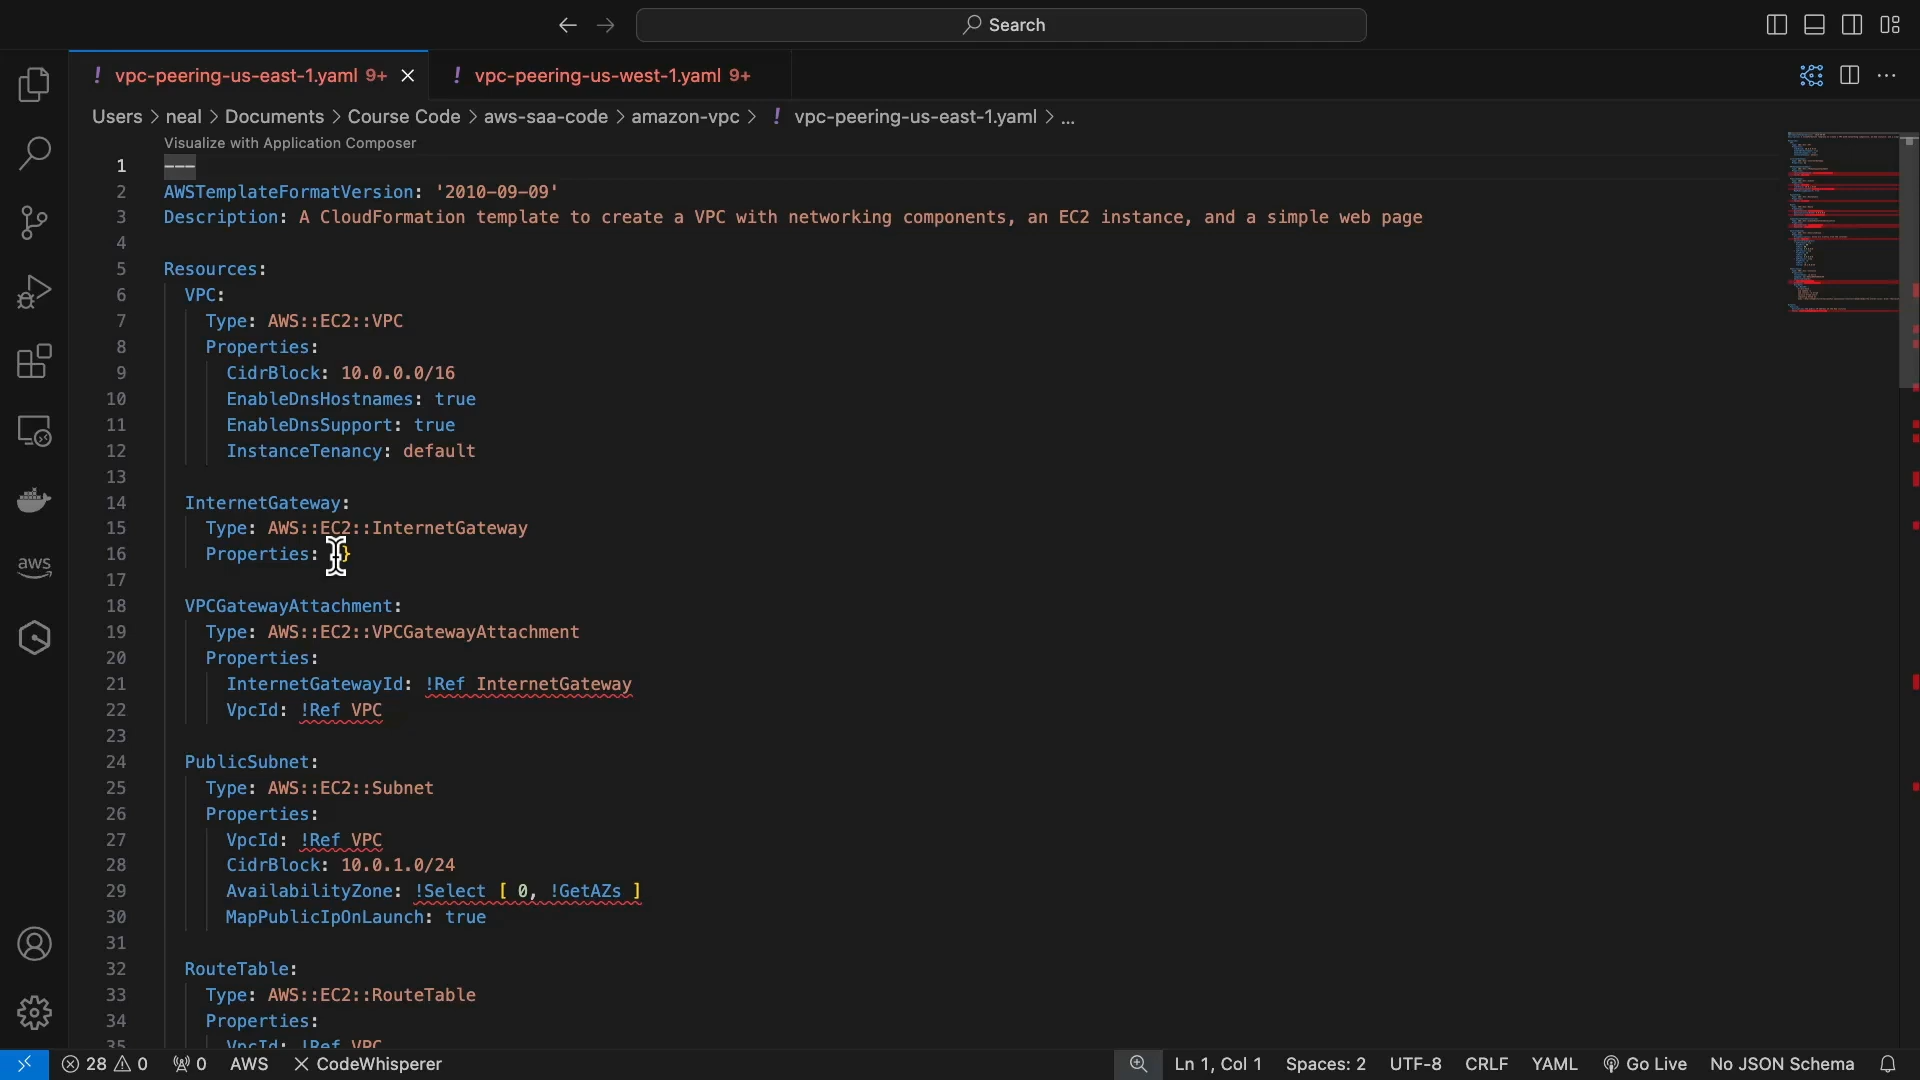 Search
! vpc-peering-us-east-1.yaml 9+
! vpc-peering-us-west-1.yaml 9+
Users > neal > Documents > Course Code > aws-saa-code > amazon-vpc > ! vpc-peering-us-east-1.yaml > ...
Visualize with Application Composer
1 ---
2 AWSTemplateFormatVersion: '2010-09-09'
3 Description: A CloudFormation template to create a VPC with networking components, an EC2 instance, and a simple web page
4
5 Resources:
6 VPC:
7 Type: AWS::EC2::VPC
8 Properties:
9 CidrBlock: 10.0.0.0/16
10 EnableDnsHostnames: true
11 EnableDnsSupport: true
12 InstanceTenancy: default
13
14 InternetGateway:
15 Type: AWS::EC2::InternetGateway
16 Properties: }
17
18 VPCGatewayAttachment:
19 Type: AWS::EC2::VPCGatewayAttachment
20 Properties:
21 InternetGatewayId: !Ref InternetGateway
22 VpcId: !Ref VPC
23
24 PublicSubnet:
25 Type: AWS::EC2::Subnet
26 Properties:
27 VpcId: !Ref VPC
28 CidrBlock: 10.0.1.0/24
29 AvailabilityZone: !Select [ 0, !GetAZs ]
30 MapPublicIpOnLaunch: true
31
32 RouteTable:
33 Type: AWS::EC2::RouteTable
34 Properties:
35 VpcId: !Ref VPC
aws
28 0 0 AWS CodeWhisperer Ln 1, Col 1 Spaces: 2 UTF-8 CRLF YAML Go Live No JSON Schema